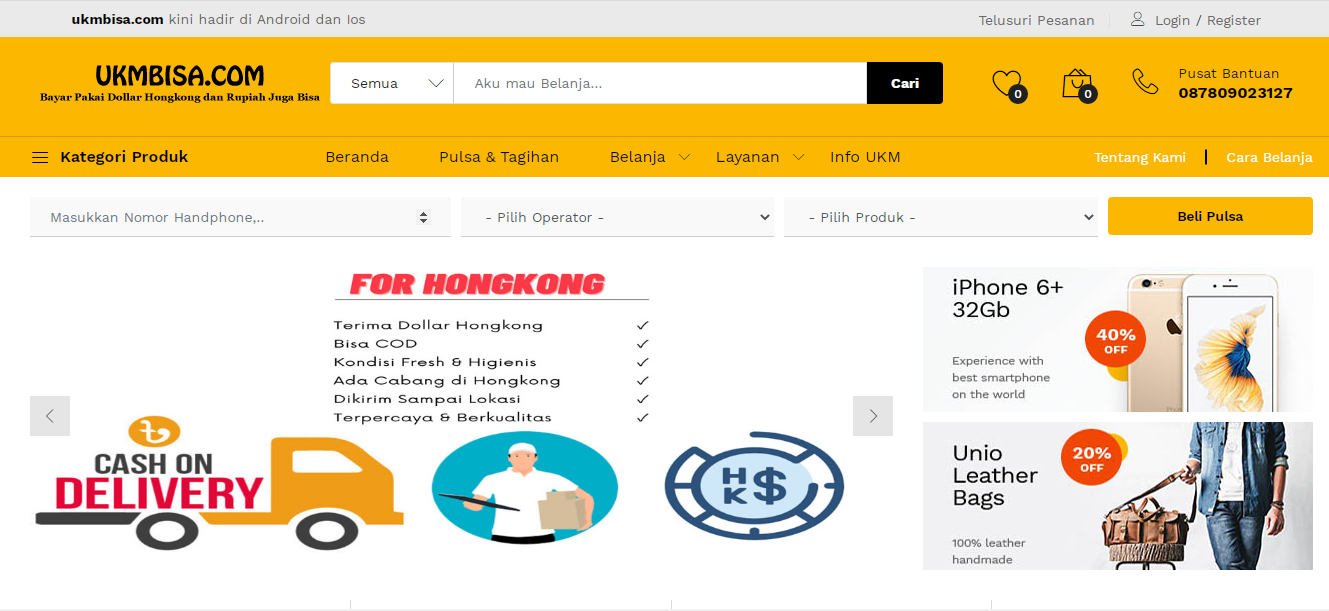 ukmbisa.com kini hadir di Android dan Ios
Telusuri Pesanan
Login / Register
UKMBISA.COM
Bayar Pakai Dollar Hongkong dan Rupiah Juga Bisa
Semua
Aku mau Belanja...
Cari
0
0
Pusat Bantuan
087809023127
Kategori Produk
Beranda
Pulsa & Tagihan
Belanja
Layanan
Info UKM
Tentang Kami
Cara Belanja
Masukkan Nomor Handphone,..
- Pilih Operator -
- Pilih Produk -
Beli Pulsa
FOR HONGKONG
Terima Dollar Hongkong
Bisa COD
Kondisi Fresh & Higienis
Ada Cabang di Hongkong
Dikirim Sampai Lokasi
Terpercaya & Berkualitas
CASH ON
DELIVERY
H
K $
iPhone 6+
32Gb
40%
OFF
Experience with
best smartphone
on the world
Unio
Leather
Bags
20%
OFF
100% leather
handmade